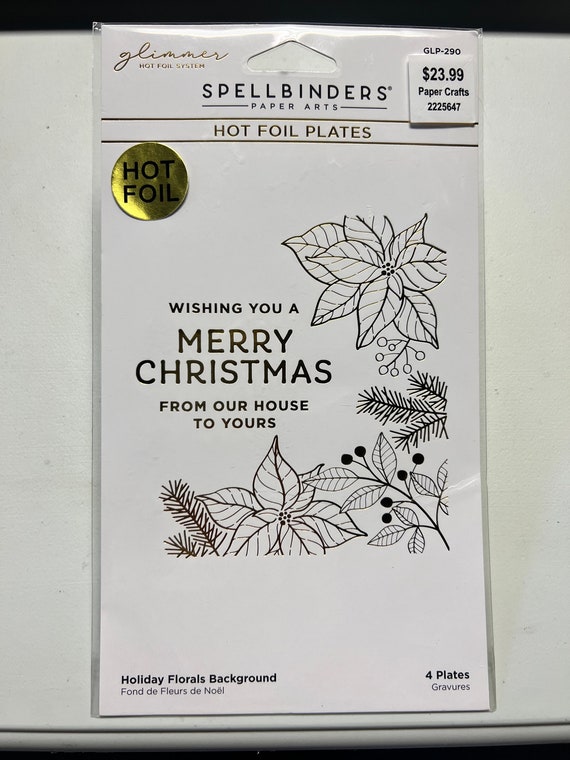 glimmer
HOT FOIL SYSTEM
GLP-290
$23.99
Paper Crafts
2225647
SPELLBINDERS®
PAPER ARTS
HOT FOIL PLATES
HOT
FOIL
WISHING YOU A
MERRY
CHRISTMAS
FROM OUR HOUSE
TO YOURS
Holiday Florals Background
Fond de Fleurs de Noël
4 Plates
Gravures